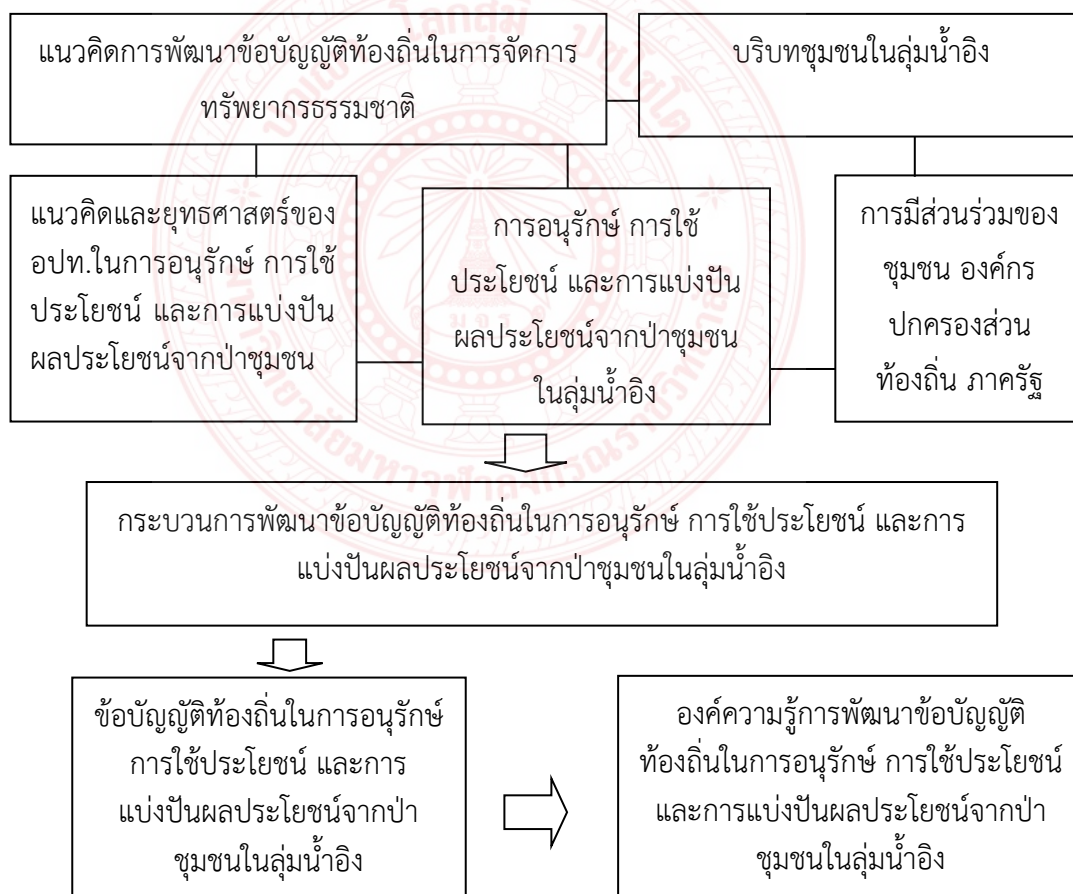 แนวคิดการพัฒนาข้อบัญญัติท้องถิ่นในการจัดการ
ทรัพยากรธรรมชาติ
บริบทชุมชนในลุ่มน้ำอิง
แนวคิดและยุทธศาสตร์ของ
อปท.ในการอนุรักษ์ การใช้
ประโยชน์ และการแบ่งปัน
ผลประโยชน์จากป่าชุมชน
การอนุรักษ์ การใช้
ประโยชน์ และการแบ่งปัน
ผลประโยชน์จากป่าชุมชน
ในลุ่มน้ำอิง
การมีส่วนร่วมของ
ชุมชน องค์กร
ปกครองส่วน
ท้องถิ่น ภาครัฐ
กระบวนการพัฒนาข้อบัญญัติท้องถิ่นในการอนุรักษ์ การใช้ประโยชน์ และการ
แบ่งปันผลประโยชน์จากป่าชุมชนในลุ่มน้ำอิง
ข้อบัญญัติท้องถิ่นในการอนุรักษ์
การใช้ประโยชน์ และการ
แบ่งปันผลประโยชน์จากป่า
ชุมชนในลุ่มน้ำอิง
องค์ความรู้การพัฒนาข้อบัญญัติ
ท้องถิ่นในการอนุรักษ์ การใช้ประโยชน์
และการแบ่งปันผลประโยชน์จากป่า
ชุมชนในลุ่มน้ำอิง